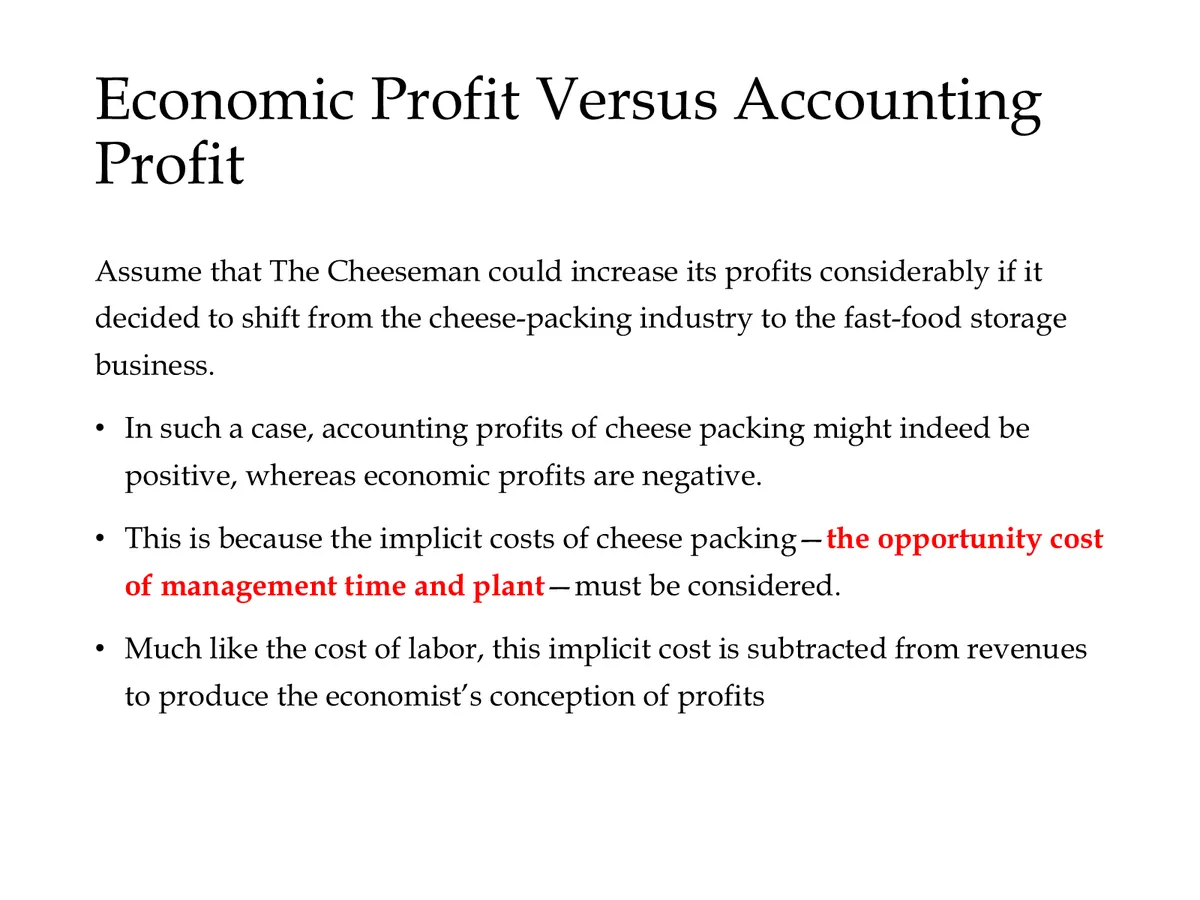 Economic Profit Versus Accounting
Profit
Assume that The Cheeseman could increase its profits considerably if it
decided to shift from the cheese-packing industry to the fast-food storage
business.
• In such a case, accounting profits of cheese packing might indeed be
positive, whereas economic profits are negative.
• This is because the implicit costs of cheese packing—the opportunity cost
of management time and plant—must be considered.
• Much like the cost of labor, this implicit cost is subtracted from revenues
to produce the economist’s conception of profits